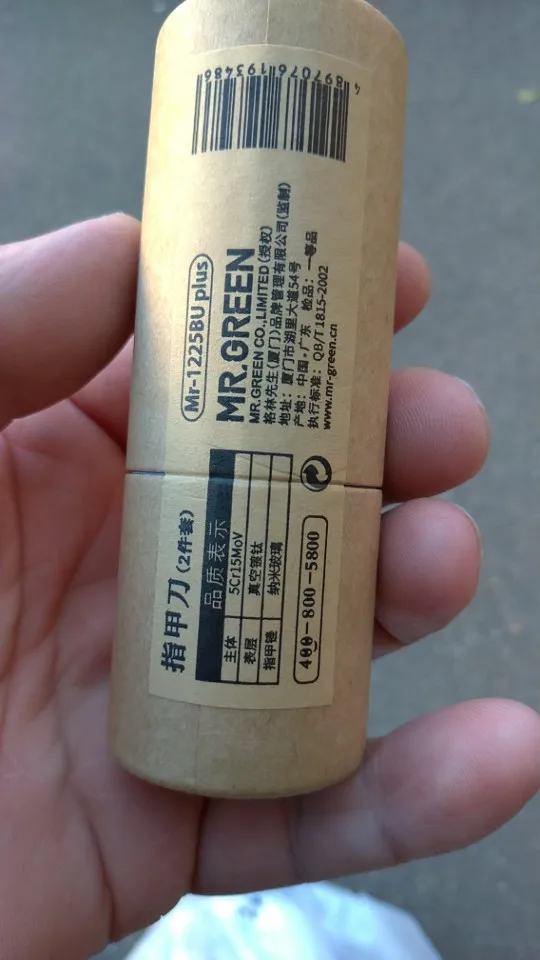 指甲刀(2件套)
品质表示
主体 5Cr15MoV
表层 真空镀钛
指甲锉 纳米玻璃
400-800-5800
Mr-1225BU plus
MR.GREEN
MR.GREEN CO.,LIMITED(授权)
格林先生(厦门)品牌管理有限公司(监制)
地址:厦门市湖里大道54号
产地:中国·广东 检品:一等品
执行标准:QB/T1815-2002
www.mr-green.cn
4897076193486